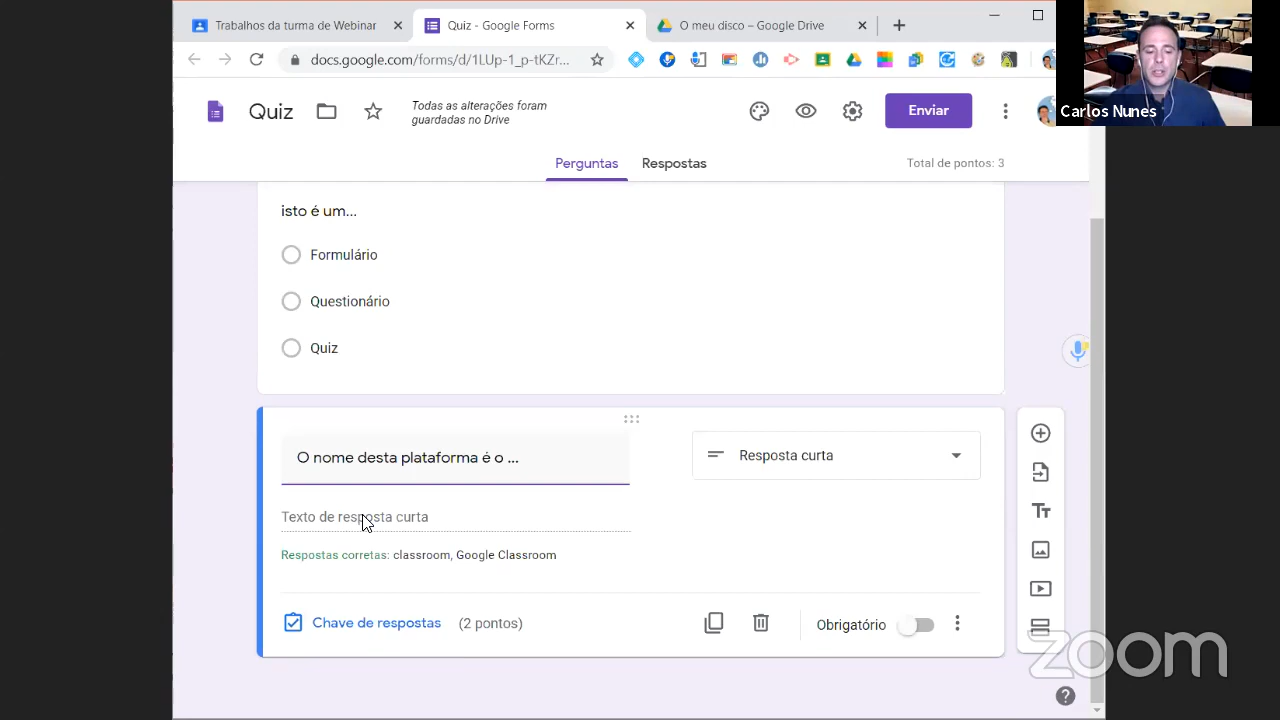 Trabalhos da turma de Webinar
Quiz - Google Forms
O meu disco – Google Drive
docs.google.com/forms/d/1LUp-1_p-tKZr...
Carlos Nunes
Quiz
Todas as alterações foram
guardadas no Drive
Enviar
Perguntas
Respostas
Total de pontos: 3
isto é um...
Formulário
Questionário
Quiz
O nome desta plataforma é o ...
Resposta curta
Texto de resposta curta
Respostas corretas: classroom, Google Classroom
Chave de respostas
(2 pontos)
Obrigatório
zoom